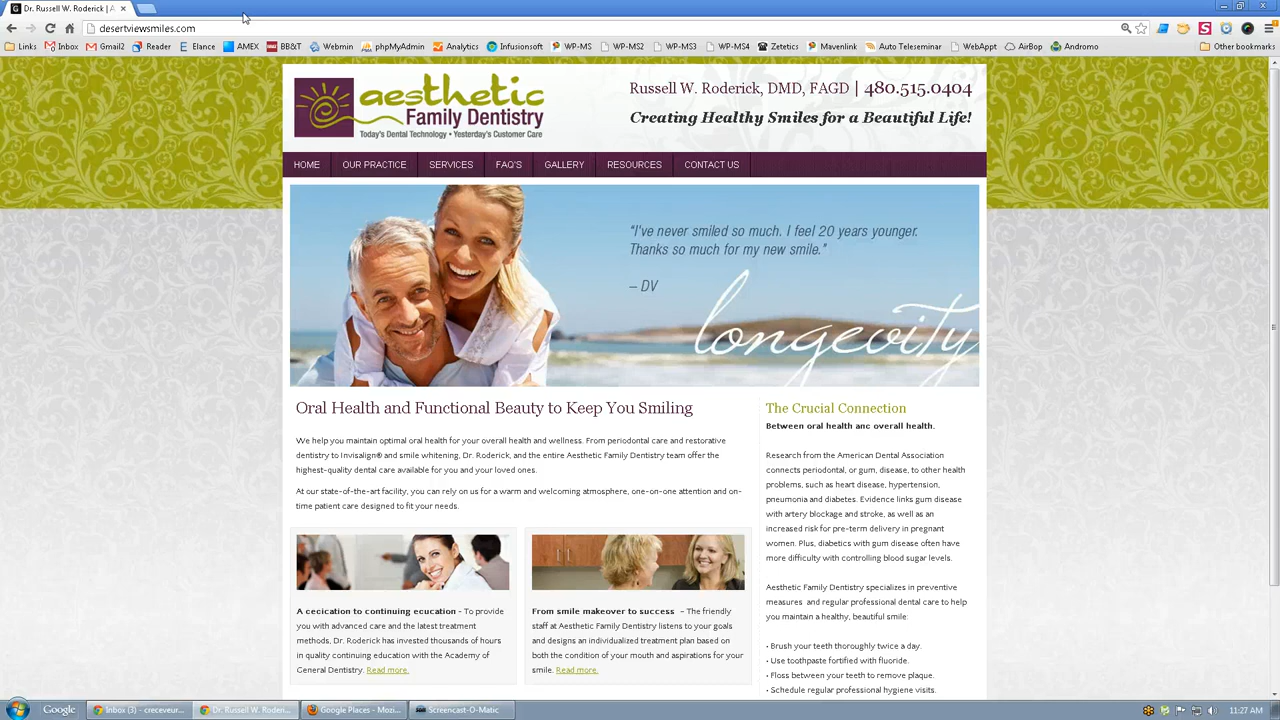 Dr. Russell W. Roderick | A
desertviewsmiles.com
Links Inbox Gmail2 Reader Elance AMEX BB&T Webmin phpMyAdmin Analytics Infusionsoft WP-MS WP-MS2 WP-MS3 WP-MS4 Zetetics Mavenlink Auto Teleseminar WebAppt AirBop Andromo Other bookmarks
aesthetic
Family Dentistry
Today's Dental Technology • Yesterday's Customer Care
Russell W. Roderick, DMD, FAGD | 480.515.0404
Creating Healthy Smiles for a Beautiful Life!
HOME OUR PRACTICE SERVICES FAQ'S GALLERY RESOURCES CONTACT US
"I've never smiled so much. I feel 20 years younger.
Thanks so much for my new smile."
– DV
longevity
Oral Health and Functional Beauty to Keep You Smiling
We help you maintain optimal oral health for your overall health and wellness. From periodontal care and restorative
dentistry to Invisalign® and smile whitening, Dr. Roderick, and the entire Aesthetic Family Dentistry team offer the
highest-quality dental care available for you and your loved ones.
At our state-of-the-art facility, you can rely on us for a warm and welcoming atmosphere, one-on-one attention and on-
time patient care designed to fit your needs.
A dedication to continuing education - To provide
you with advanced care and the latest treatment
methods, Dr. Roderick has invested thousands of hours
in quality continuing education with the Academy of
General Dentistry. Read more.
From smile makeover to success – The friendly
staff at Aesthetic Family Dentistry listens to your goals
and designs an individualized treatment plan based on
both the condition of your mouth and aspirations for your
smile. Read more.
The Crucial Connection
Between oral health and overall health.
Research from the American Dental Association
connects periodontal, or gum, disease, to other health
problems, such as heart disease, hypertension,
pneumonia and diabetes. Evidence links gum disease
with artery blockage and stroke, as well as an
increased risk for pre-term delivery in pregnant
women. Plus, diabetics with gum disease often have
more difficulty with controlling blood sugar levels.
Aesthetic Family Dentistry specializes in preventive
measures and regular professional dental care to help
you maintain a healthy, beautiful smile:
• Brush your teeth thoroughly twice a day.
• Use toothpaste fortified with fluoride.
• Floss between your teeth to remove plaque.
• Schedule regular professional hygiene visits.
Google Inbox (3) - creceveur... Dr. Russell W. Roden... Google Places - Mozi... Screencast-O-Matic 11:27 AM